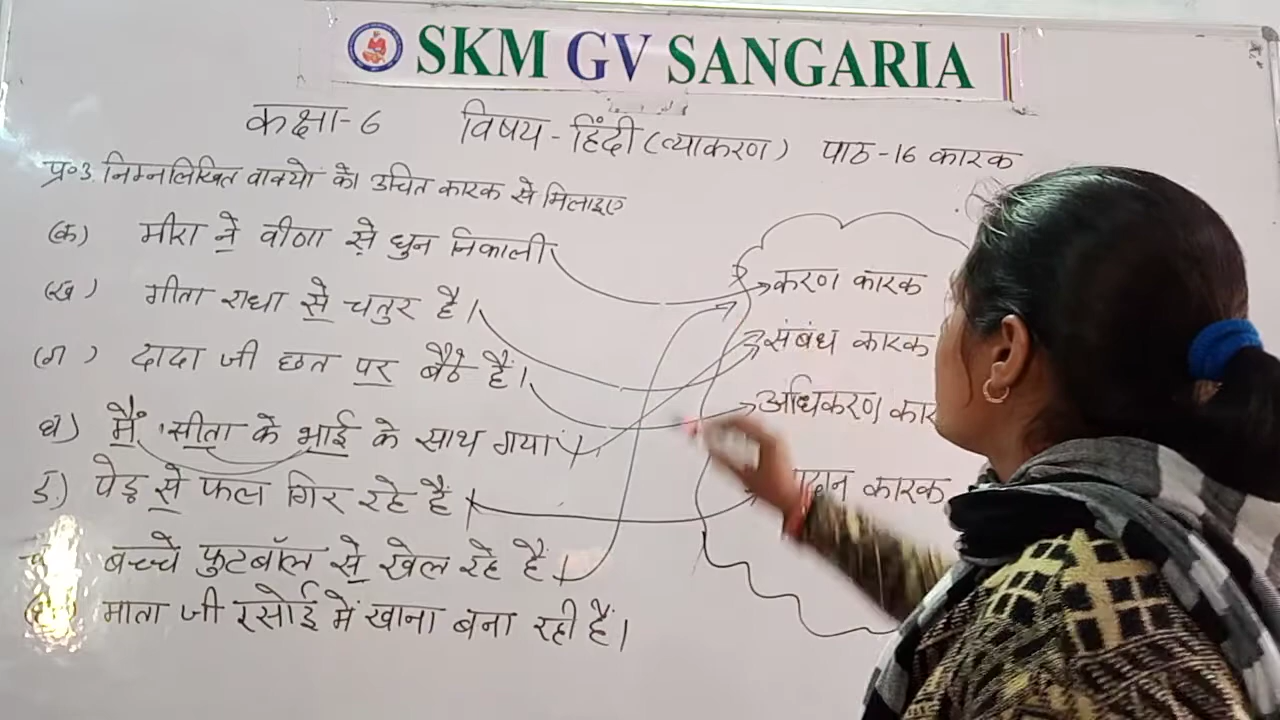 SKM GV SANGARIA
कक्षा-6 विषय-हिंदी(व्याकरण) पाठ-16 कारक
प्र॰3. निम्नलिखित वाक्यों को उचित कारक से मिलाइए
(क) मीरा ने वीणा से धुन निकाली
(ख) गीता राधा से चतुर है।
(ग) दादा जी छत पर बैठे हैं।
घ) मैं सीता के भाई के साथ गया।
ड.) पेड़ से फल गिर रहे हैं।
बच्चे फुटबॉल से खेल रहे हैं।
माता जी रसोई में खाना बना रही हैं।
करण कारक
संबंध कारक
अधिकरण कार
दान कारक